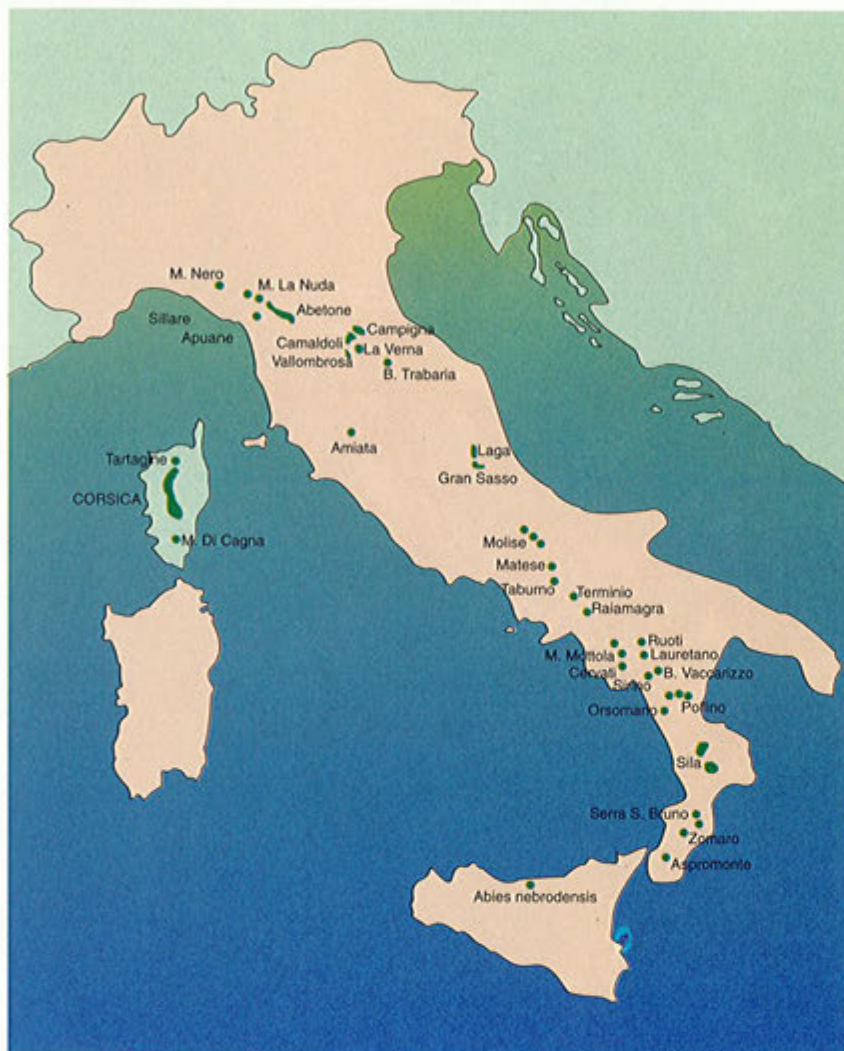 M. Nero
M. La Nuda
Abetone
Sillare
Apuane
Campigna
Camaldoli
La Verna
Vallombrosa
B. Trabaria
Amiata
Laga
Gran Sasso
Tartagine
CORSICA
M. Di Cagna
Molise
Matese
Taburno
Terminio
Raiamagra
Ruoti
M. Mottola
Lauretano
Cervati
B. Vaccarizzo
Sirino
Orsomano
Pollino
Sila
Serra S. Bruno
Zomaro
Aspromonte
Abies nebrodensis